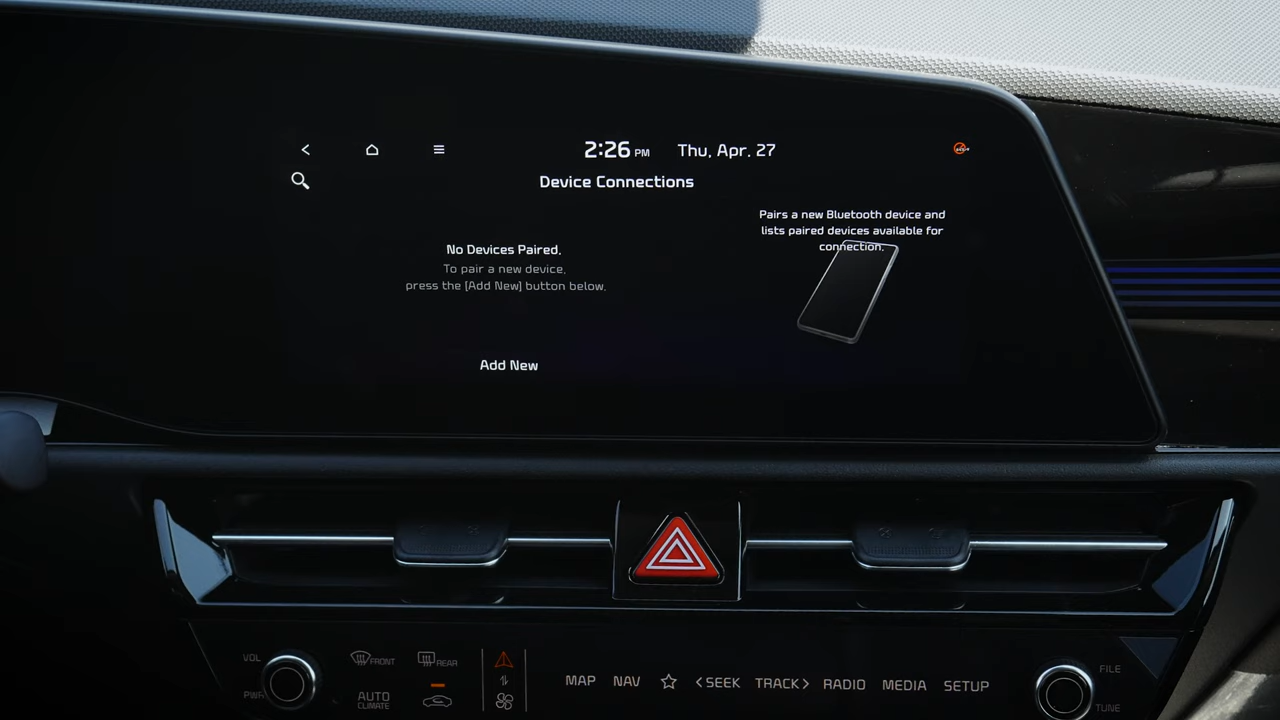 2:26 PM Thu, Apr. 27
Device Connections
Pairs a new Bluetooth device and
lists paired devices available for
connection.
No Devices Paired.
To pair a new device,
press the [Add New] button below.
Add New
VOL
PWR
FRONT
REAR
AUTO
CLIMATE
MAP NAV SEEK TRACK RADIO MEDIA SETUP
FILE
TUNE